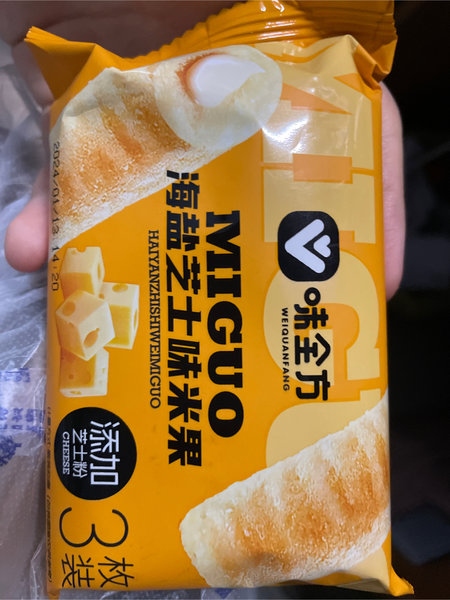 味全方
WEIQUANFANG
MIGUO
海盐芝士味米果
HAIYANZHISHIWEIMIGUO
添加
芝士粉
CHEESE
3枚装
2024.01.13 14:20